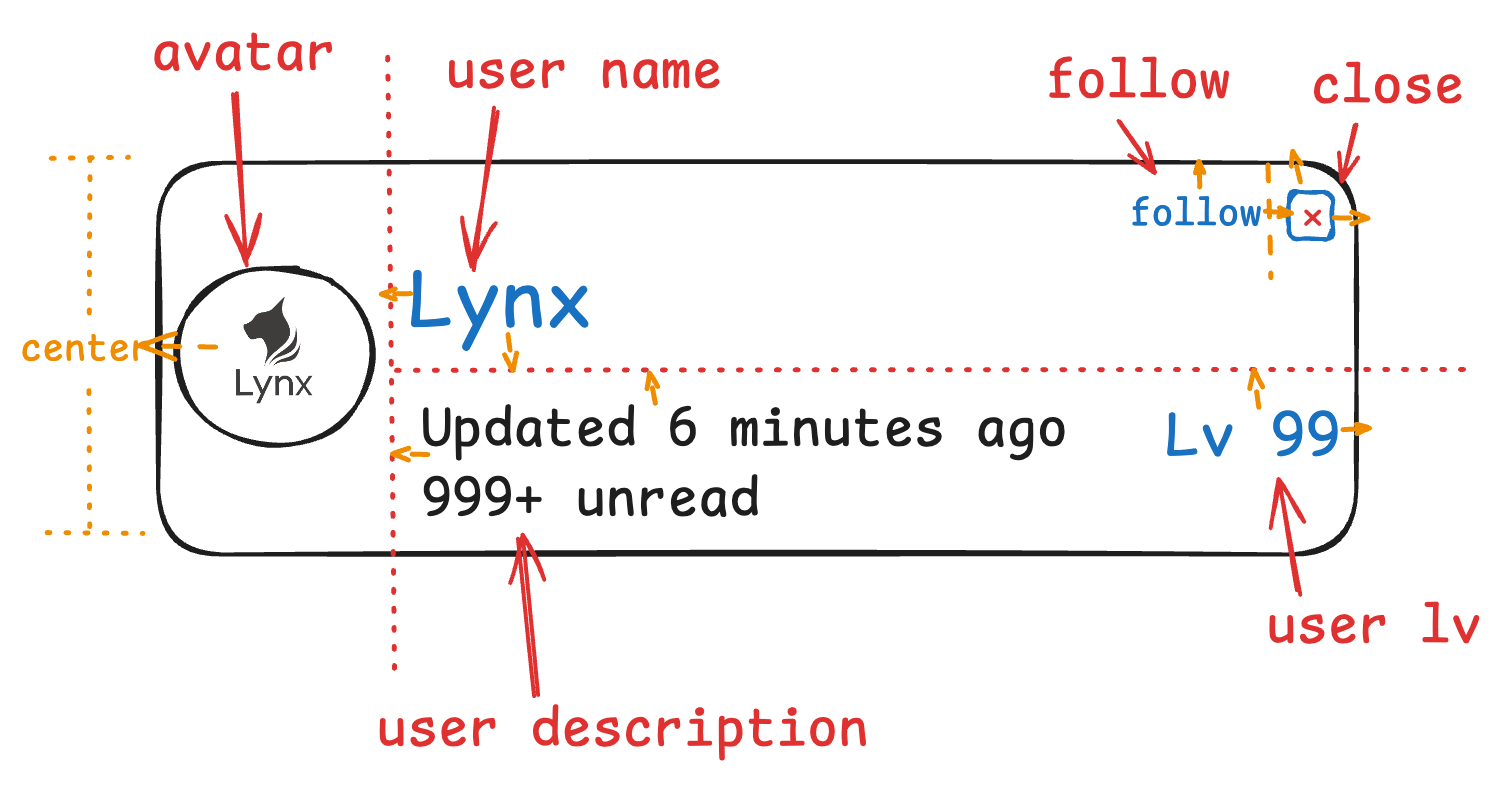 avatar
user name
follow
close
follow
×
Lynx
center
Lynx
Updated 6 minutes ago
Lv 99
999+ unread
user lv
user description